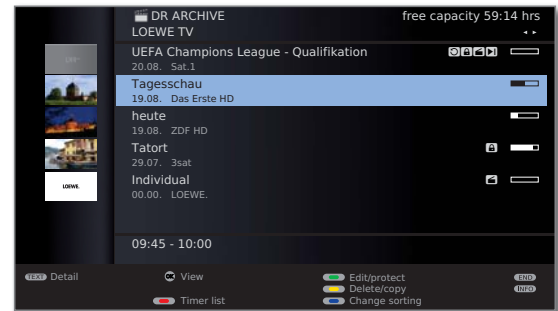 DR ARCHIVE free capacity 59:14 hrs
LOEWE TV
UEFA Champions League - Qualifikation
20.08. Sat.1
Tagesschau
19.08. Das Erste HD
heute
19.08. ZDF HD
Tatort
29.07. 3sat
LOEWE. Individual
00.00. LOEWE.
09:45 - 10:00
TEXT Detail OK View Edit/protect END
Delete/copy INFO
Timer list Change sorting